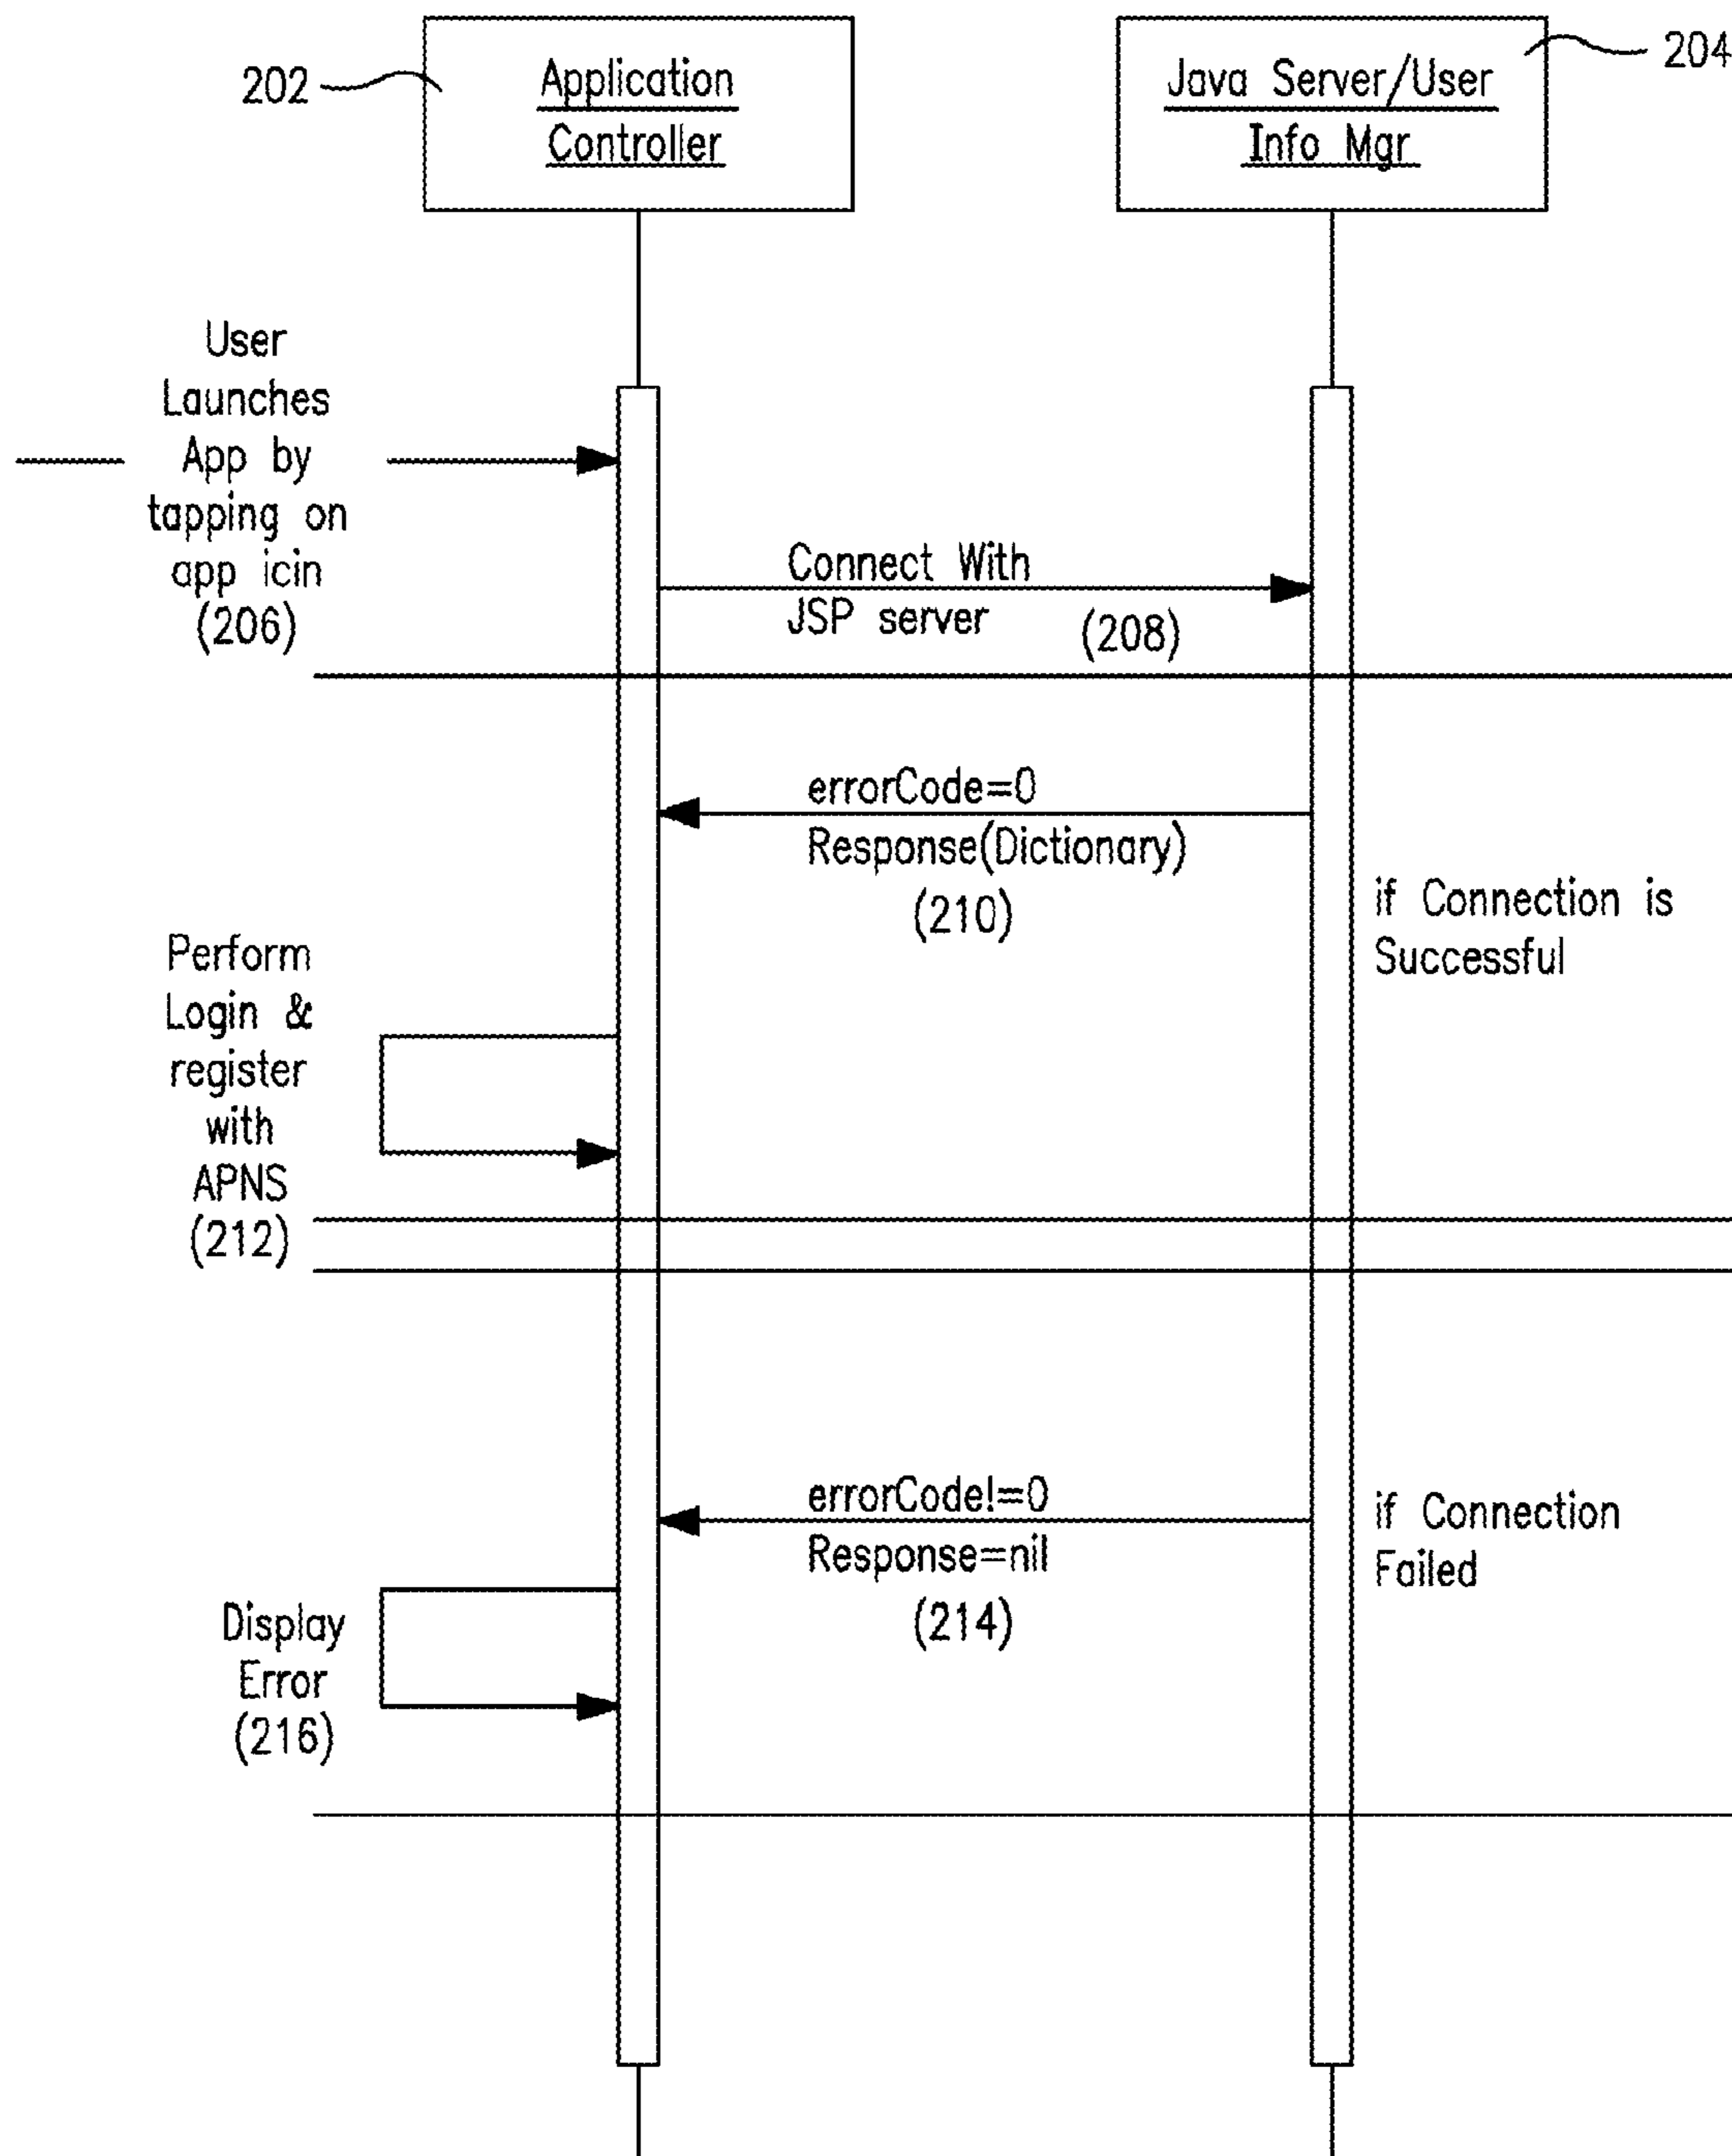 202
Application
Controller
Java Server/User
Info Mgr
204
User
Launches
App by
tapping on
app icin
(206)
Connect With
JSP server
(208)
errorCode=0
Response(Dictionary)
(210)
if Connection is
Successful
Perform
Login &
register
with
APNS
(212)
errorCode!=0
Response=nil
(214)
if Connection
Failed
Display
Error
(216)